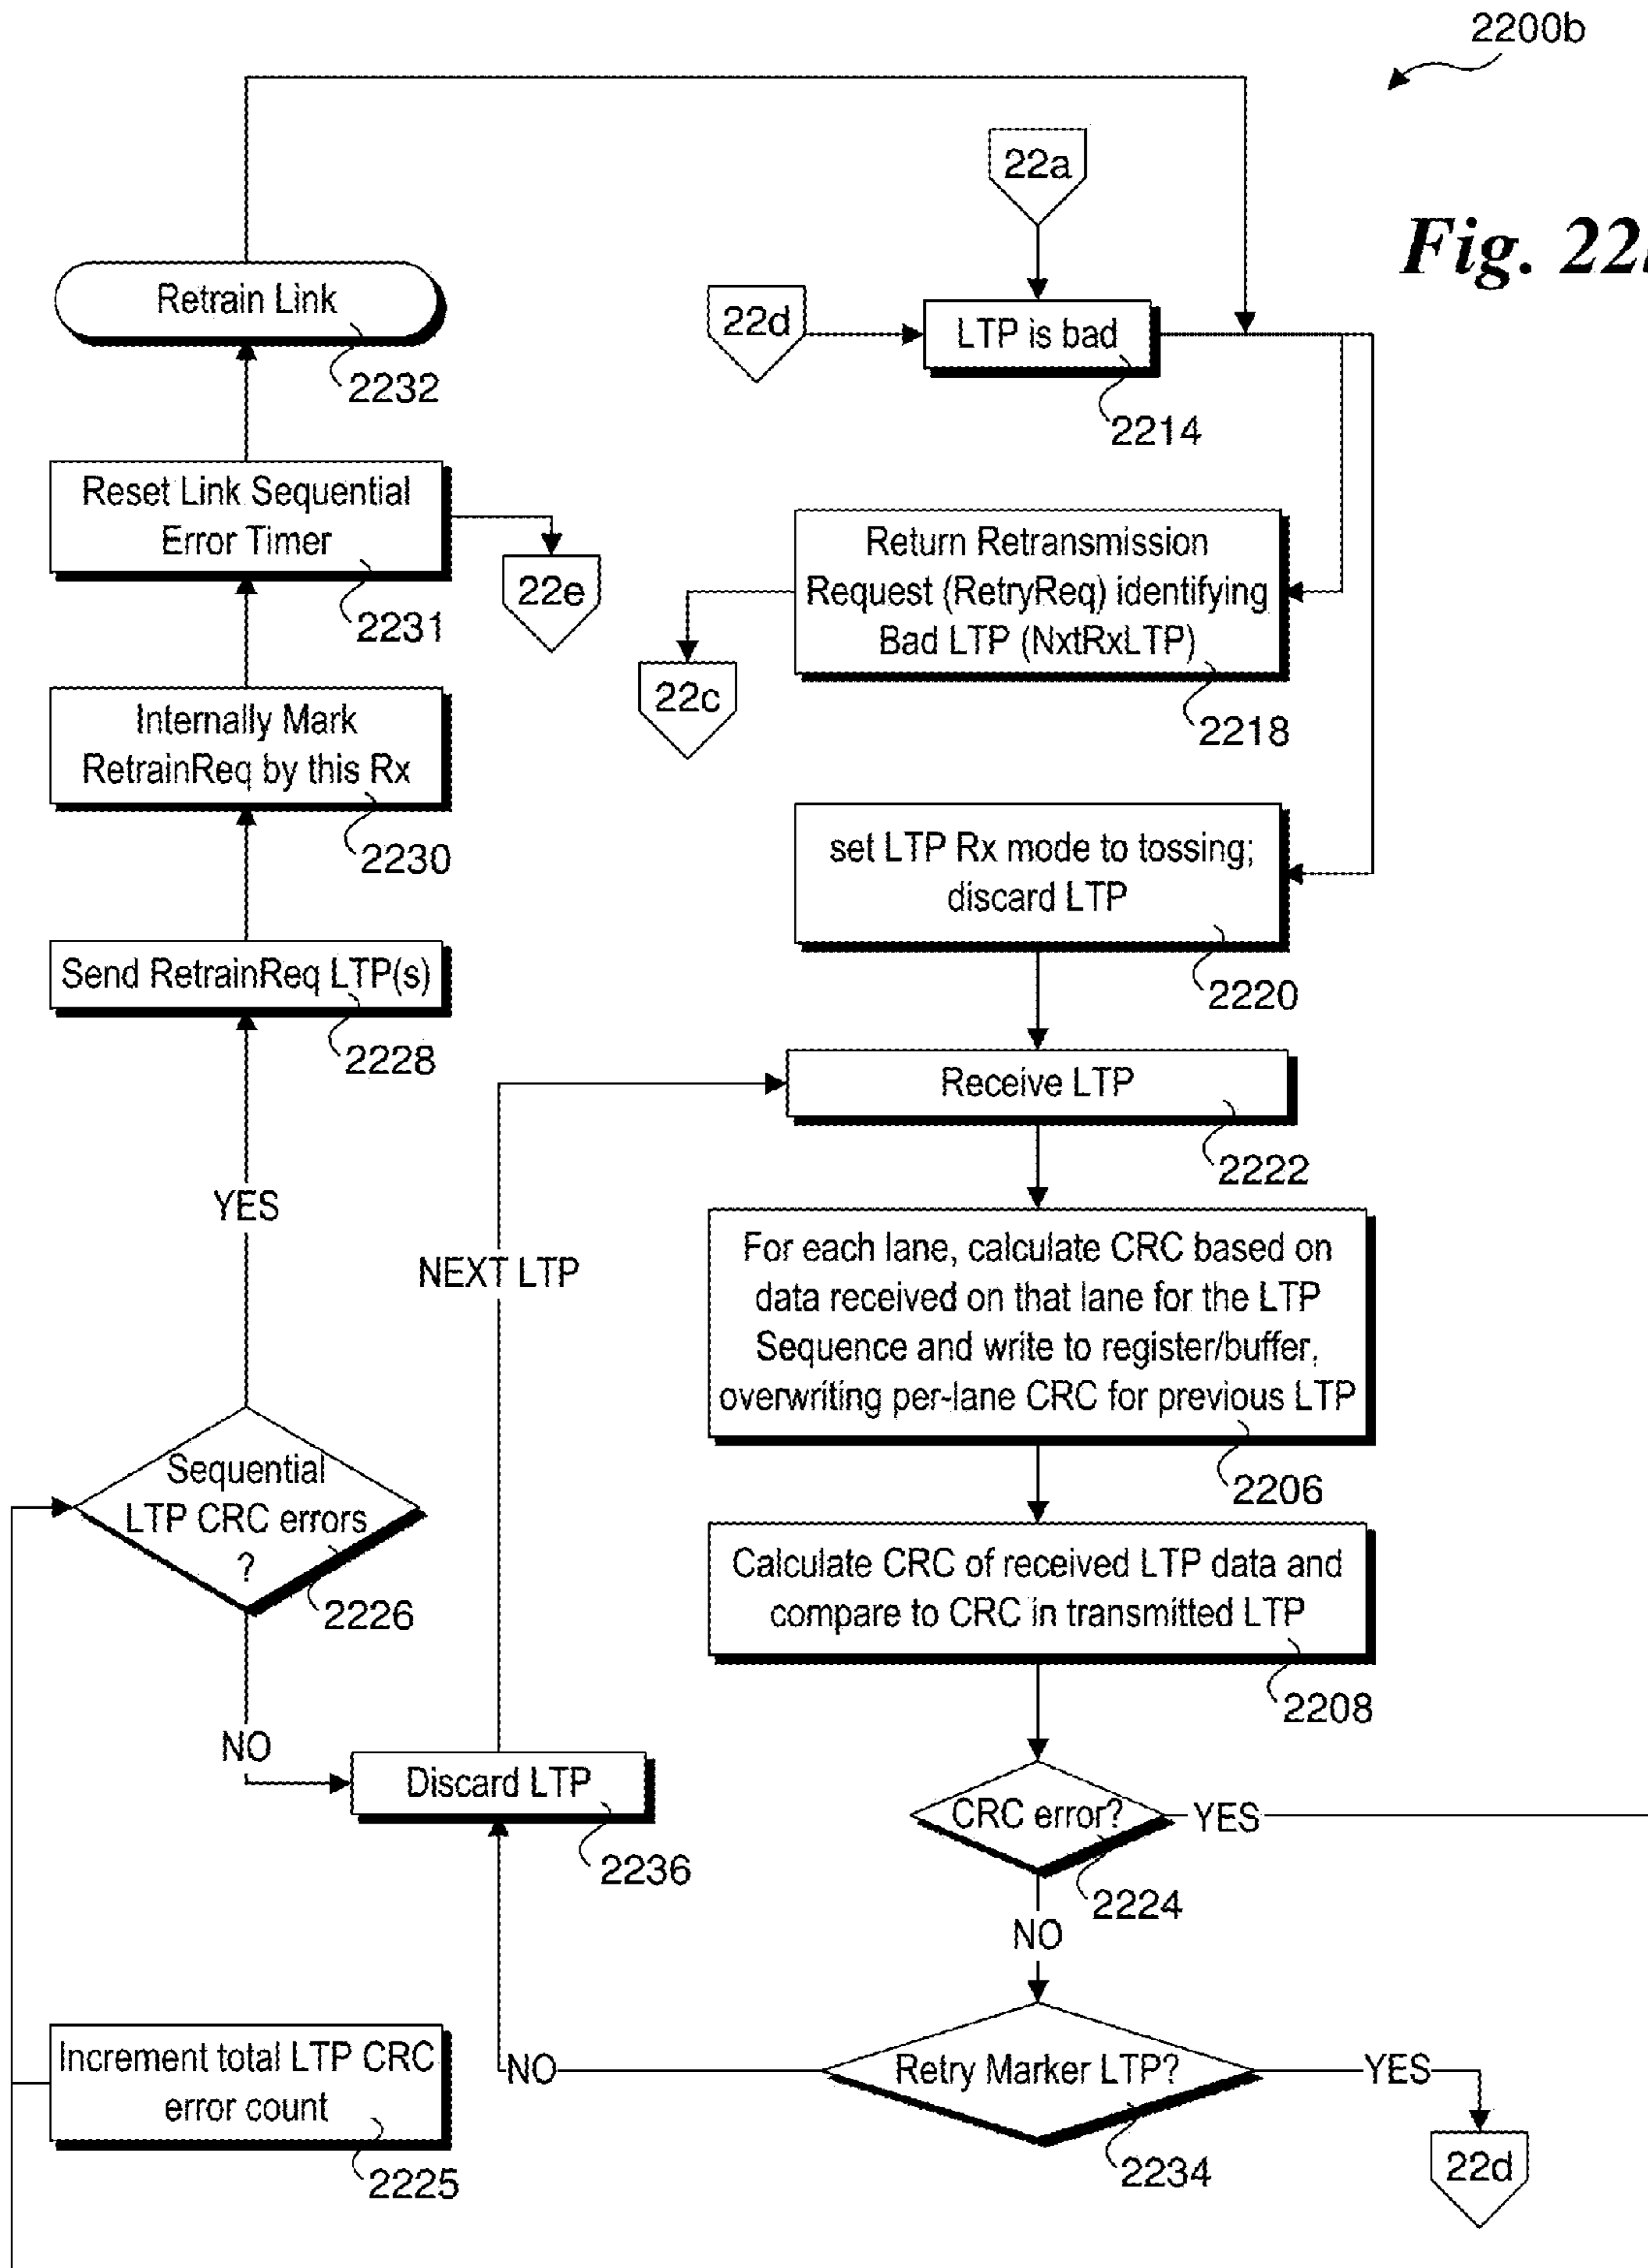 2200b
22a
Fig. 22
Retrain Link
2232
22d
LTP is bad
2214
Reset Link Sequential
Error Timer
2231
22e
Return Retransmission
Request (RetryReq) identifying
Bad LTP (NxtRxLTP)
2218
22c
Internally Mark
RetrainReq by this Rx
2230
set LTP Rx mode to tossing;
discard LTP
2220
Send RetrainReq LTP(s)
2228
Receive LTP
2222
YES
NEXT LTP
For each lane, calculate CRC based on
data received on that lane for the LTP
Sequence and write to register/buffer,
overwriting per-lane CRC for previous LTP
2206
Sequential
LTP CRC errors
?
2226
Calculate CRC of received LTP data and
compare to CRC in transmitted LTP
2208
NO
Discard LTP
2236
CRC error?
YES
2224
NO
Increment total LTP CRC
error count
2225
NO
Retry Marker LTP?
YES
2234
22d